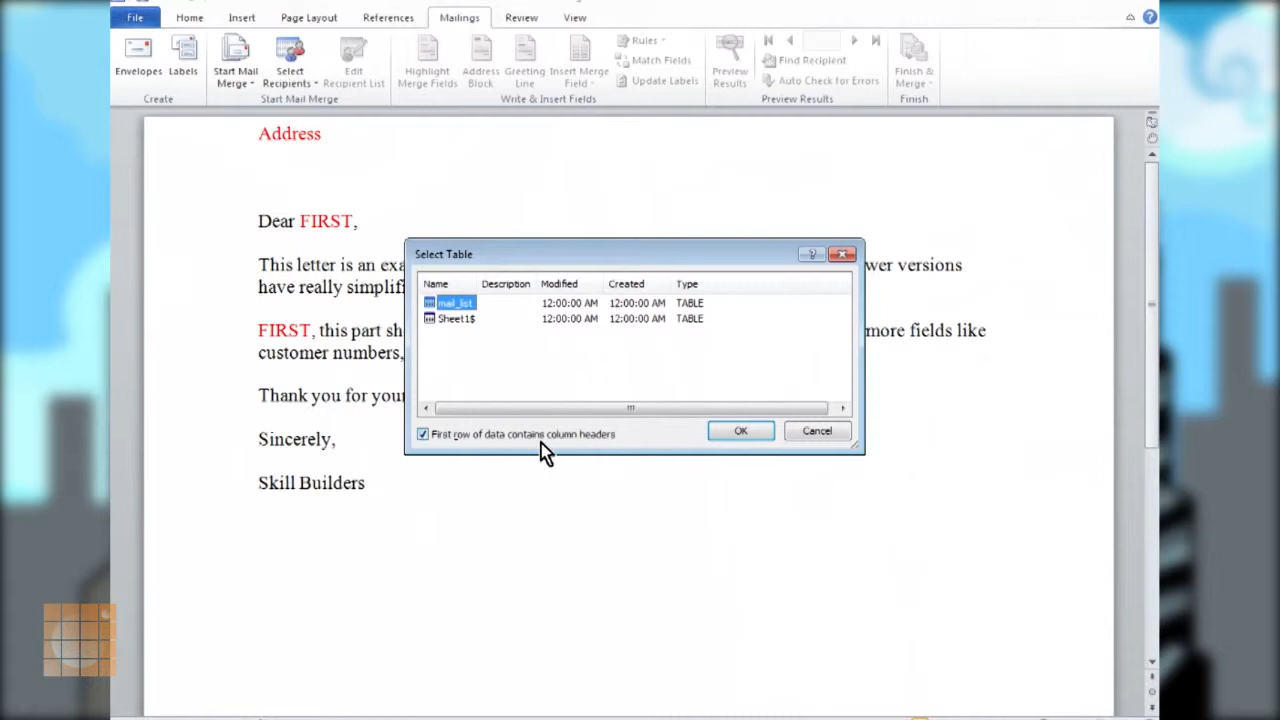 File Home Insert Page Layout References Mailings Review View
Envelopes Labels Start Mail Merge Select Recipients Edit Recipient List Highlight Merge Fields Address Block Greeting Line Insert Merge Field Rules Match Fields Update Labels Preview Results Find Recipient Auto Check for Errors Finish & Merge
Create Start Mail Merge Write & Insert Fields Preview Results Finish
Address
Dear FIRST,
Select Table
This letter is an exa wer versions
have really simplifi
Name Description Modified Created Type
mail_list 12:00:00 AM 12:00:00 AM TABLE
Sheet1$ 12:00:00 AM 12:00:00 AM TABLE
FIRST, this part sh more fields like
customer numbers,
Thank you for your
First row of data contains column headers OK Cancel
Sincerely,
Skill Builders